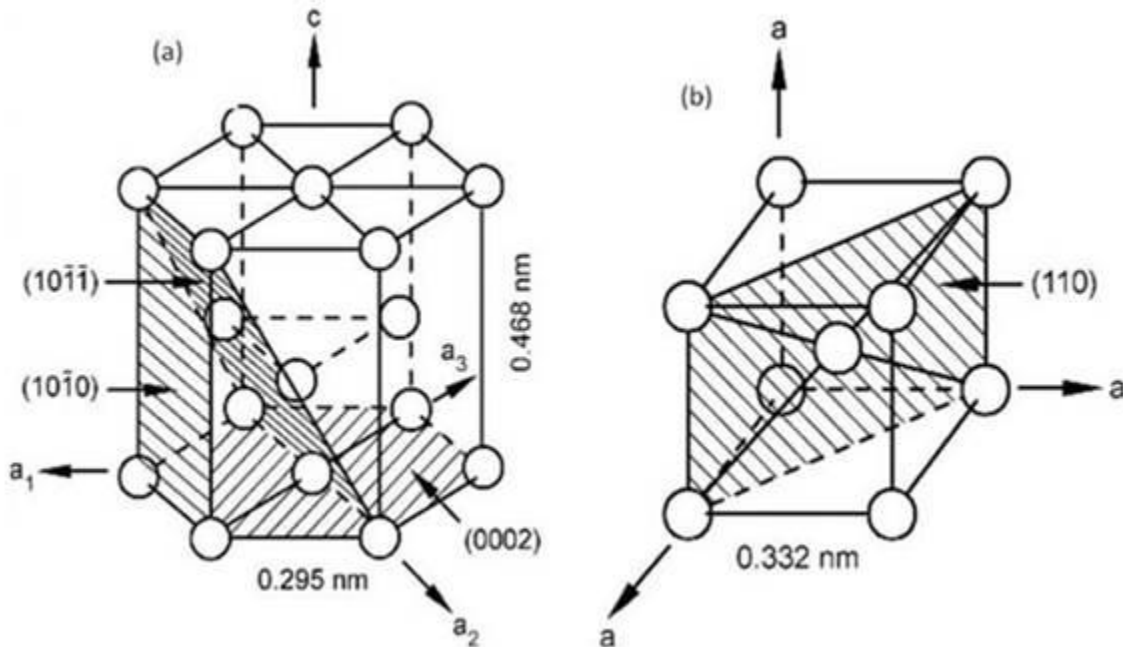 (a)
c
(101̄1̄)
(101̄0)
a₁
a₂
a₃
0.468 nm
(0002)
0.295 nm
(b)
a
(110)
a
0.332 nm
a